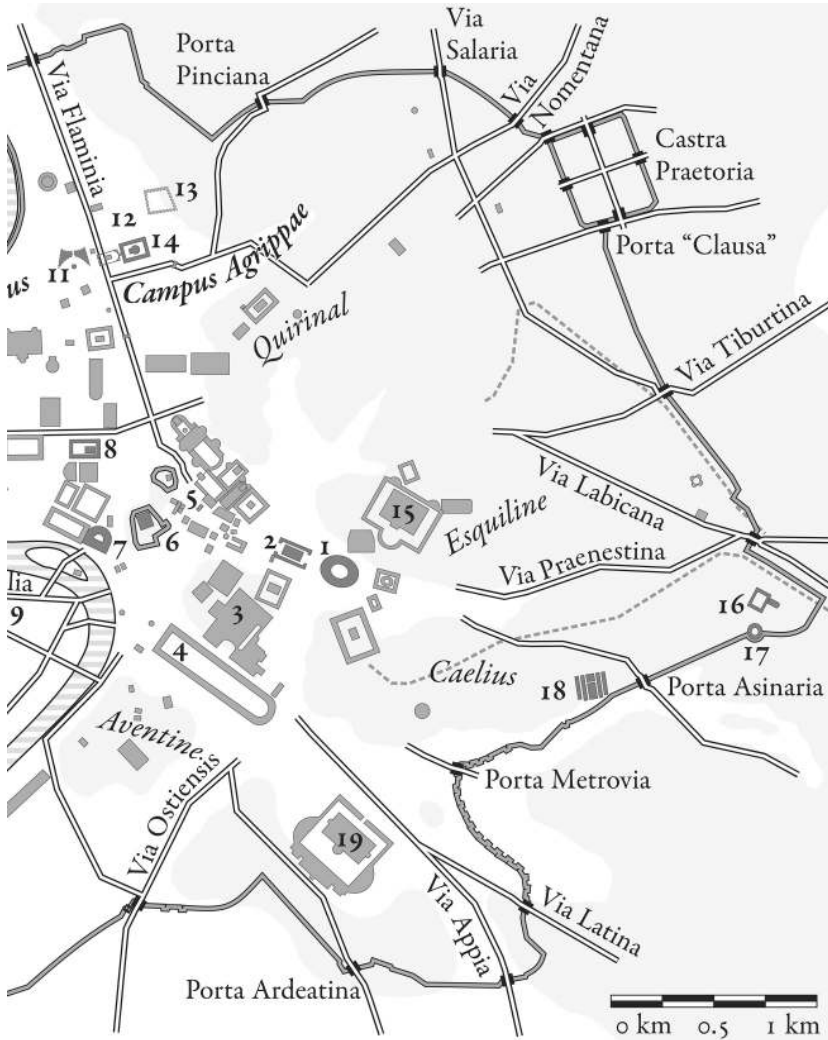 Porta
Pinciana
Via
Salaria
Via
Nomentana
Via Flaminia
Castra
Praetoria
13
12
14
11
us
Campus Agrippae
Porta "Clausa"
Quirinal
Via Tiburtina
8
Via Labicana
5
15
Esquiline
7
6
2
1
Via Praenestina
lia
9
3
16
4
17
Caelius
18
Porta Asinaria
Aventine
Porta Metrovia
Via Ostiensis
19
Via Appia
Via Latina
Porta Ardeatina
0 km 0.5 1 km